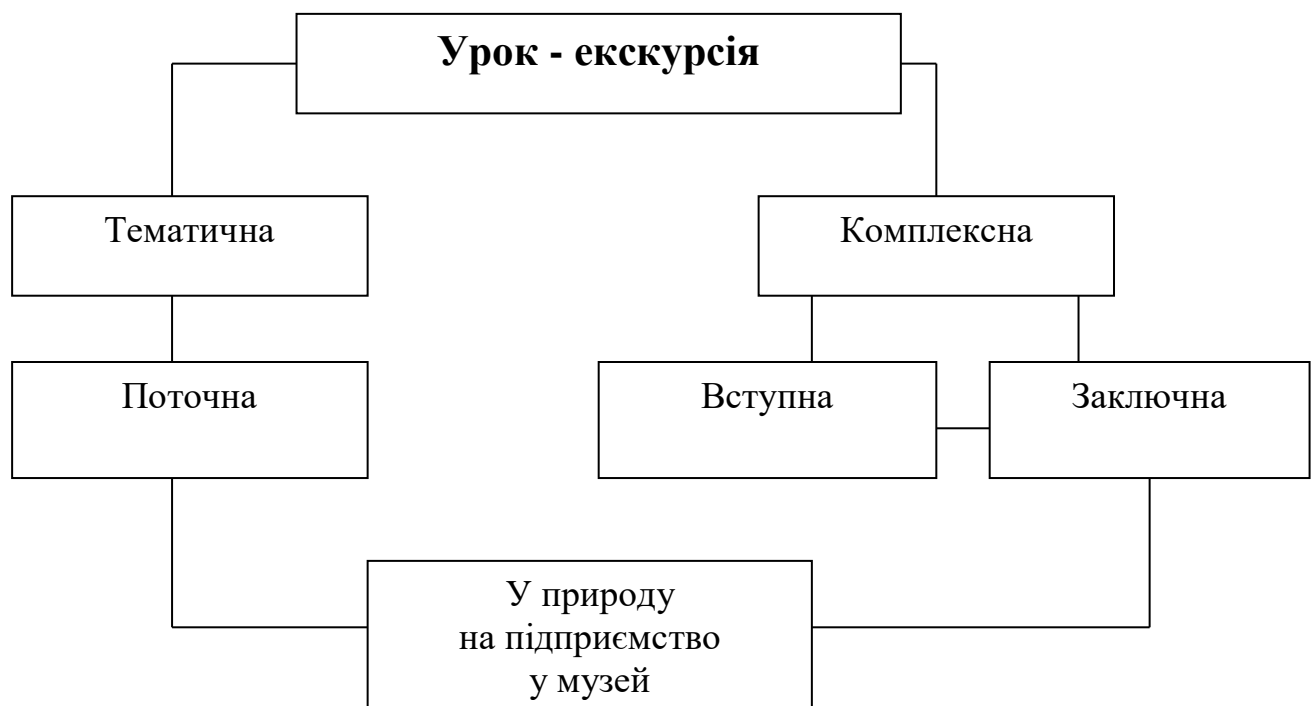 Урок - екскурсія
Тематична
Комплексна
Поточна
Вступна
Заключна
У природу
на підприємство
у музей